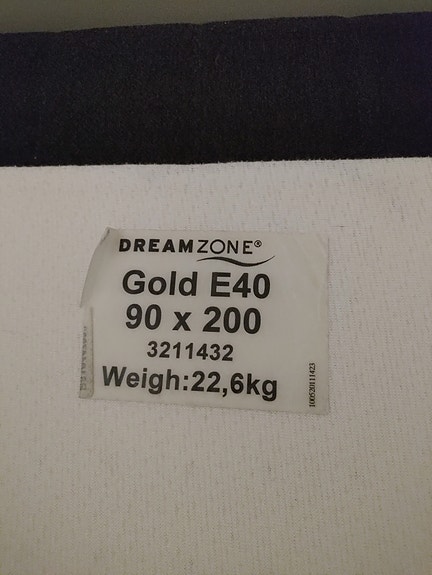 DREAMZONE®
Gold E40
90 x 200
3211432
Weigh:22,6kg
100520111423